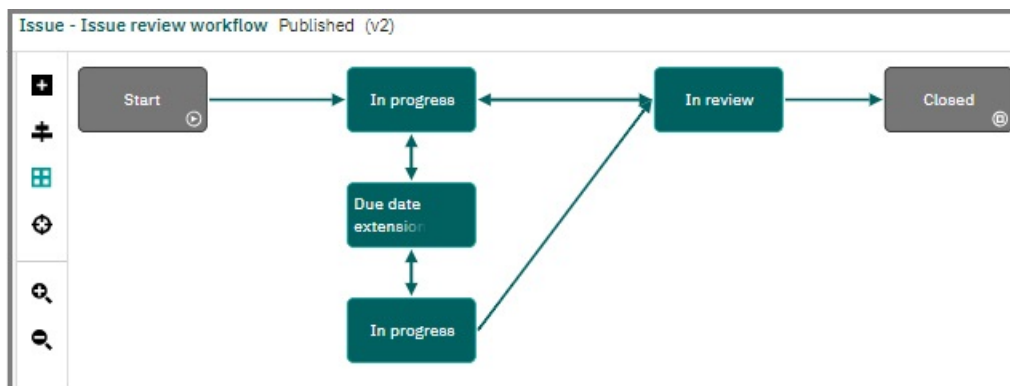 Issue - Issue review workflow Published (v2)
Start
In progress
In review
Closed
Due date
extension
In progress